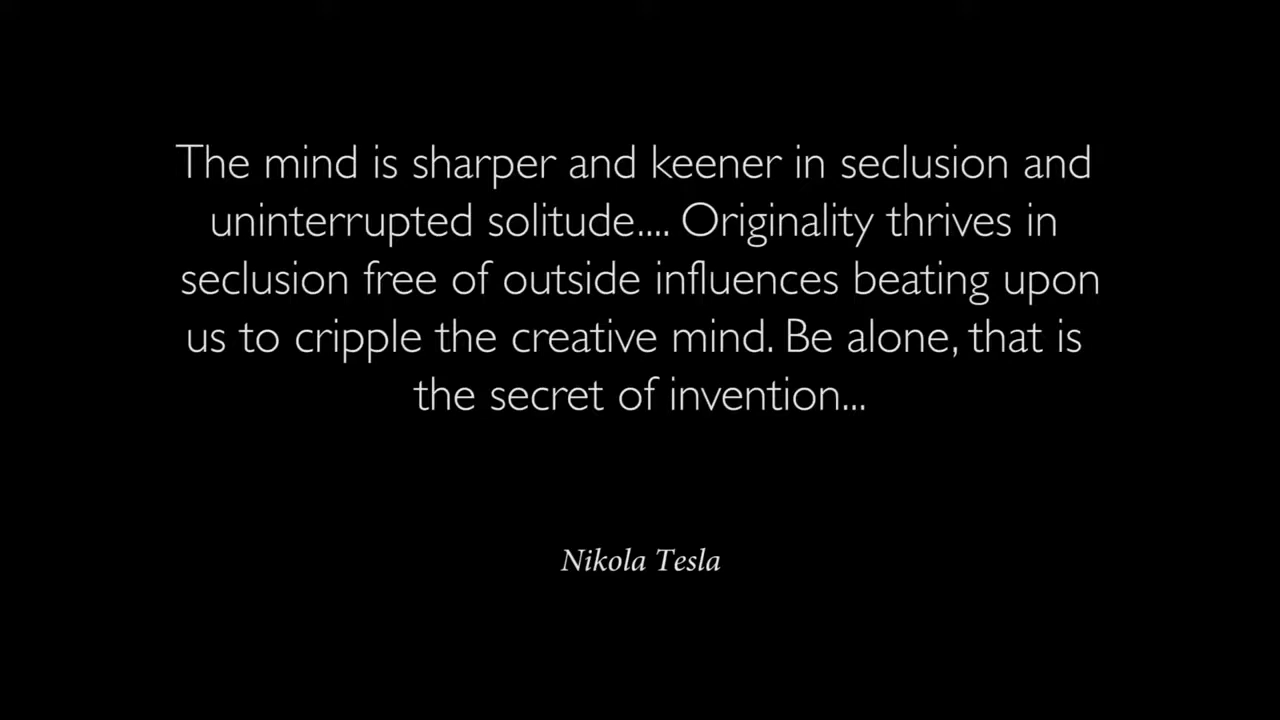 The mind is sharper and keener in seclusion and
uninterrupted solitude.... Originality thrives in
seclusion free of outside influences beating upon
us to cripple the creative mind. Be alone, that is
the secret of invention...
Nikola Tesla